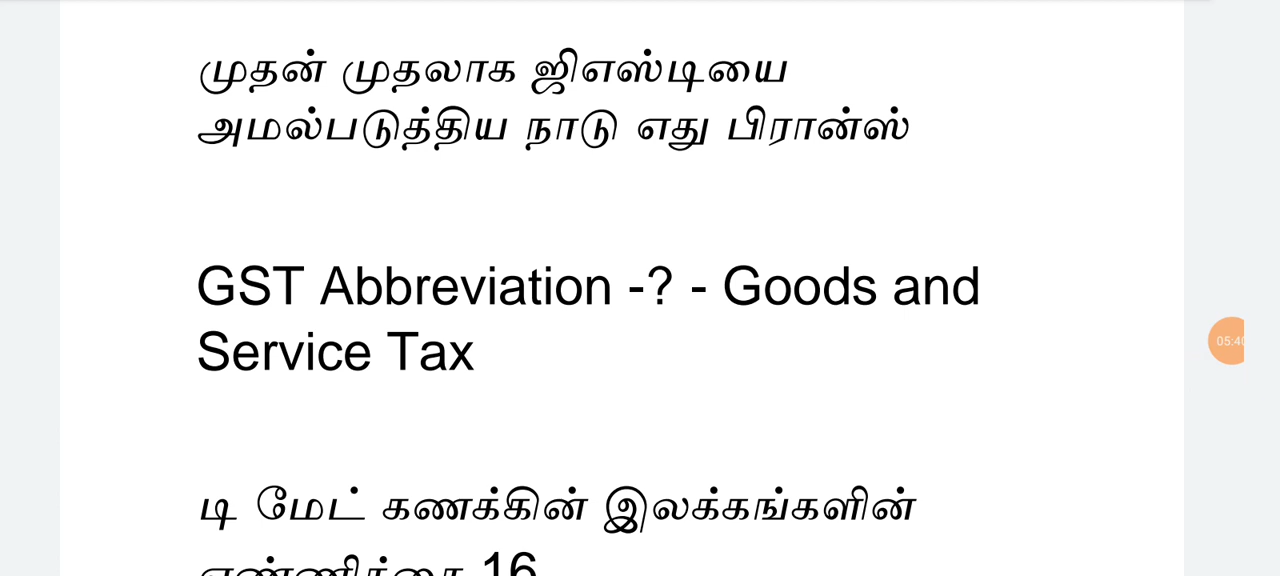 முதன் முதலாக ஜிஎஸ்டியை
அமல்படுத்திய நாடு எது பிரான்ஸ்
GST Abbreviation -? - Goods and
Service Tax
05:40
டி மேட் கணக்கின் இலக்கங்களின்
எண்ணிக்கை 16